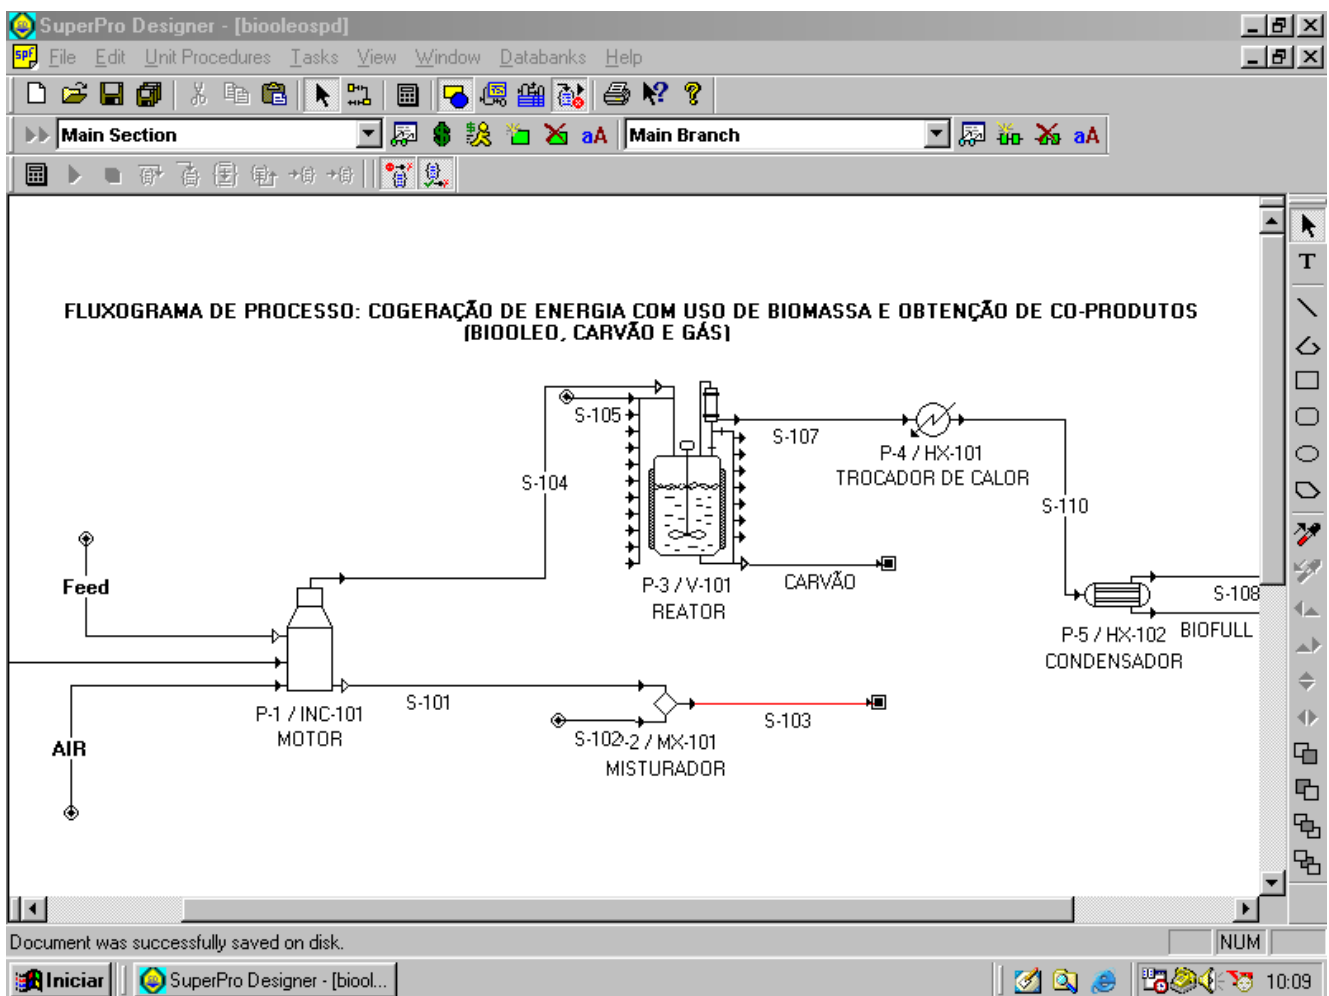 SuperPro Designer - [biooleospd]
File Edit Unit Procedures Tasks View Window Databanks Help
Main Section
aA
Main Branch
aA
T
FLUXOGRAMA DE PROCESSO: COGERAÇÃO DE ENERGIA COM USO DE BIOMASSA E OBTENÇÃO DE CO-PRODUTOS
(BIOOLEO, CARVÃO E GÁS)
S-105
S-107
P-4 / HX-101
TROCADOR DE CALOR
S-104
S-110
Feed
P-3 / V-101
REATOR
CARVÃO
S-108
P-5 / HX-102
CONDENSADOR
BIOFULL
S-101
P-1 / INC-101
MOTOR
S-103
AIR
S-102
-2 / MX-101
MISTURADOR
Document was successfully saved on disk.
NUM
Iniciar
SuperPro Designer - [biool...
10:09